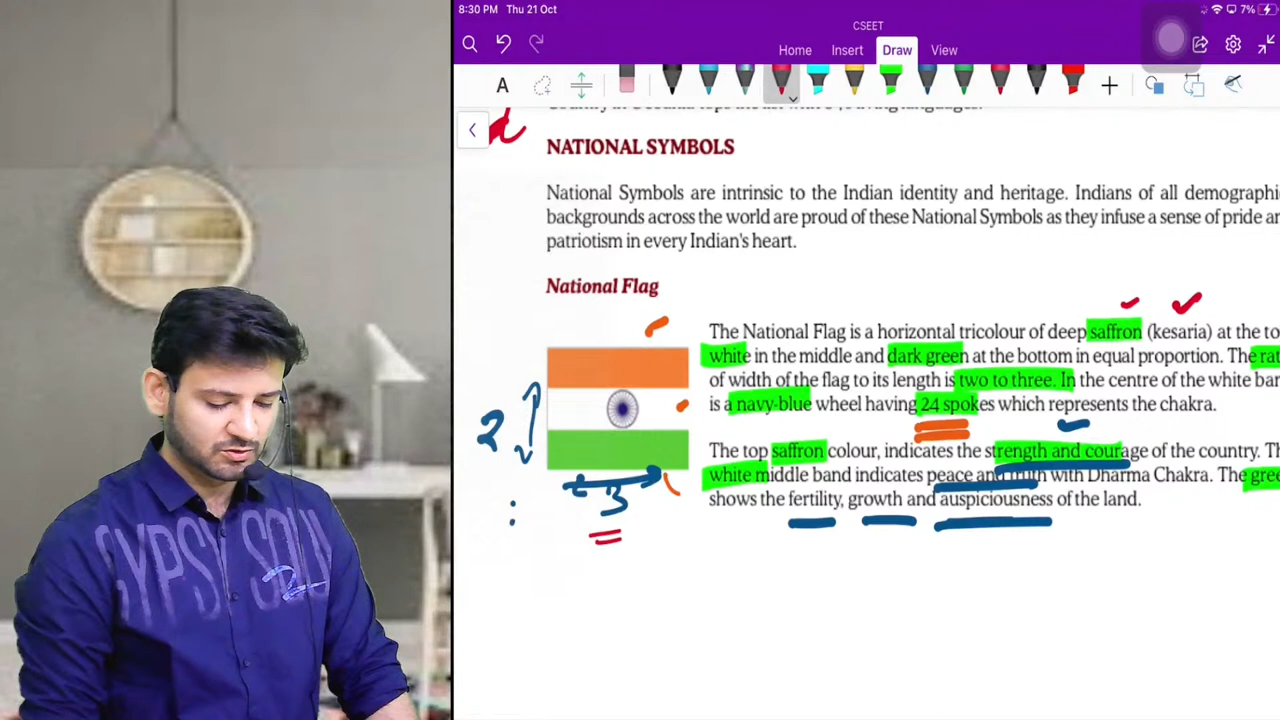 8:30 PM Thu 21 Oct
7%
CSEET
Home Insert Draw View
A
NATIONAL SYMBOLS
National Symbols are intrinsic to the Indian identity and heritage. Indians of all demographi
backgrounds across the world are proud of these National Symbols as they infuse a sense of pride an
patriotism in every Indian's heart.
National Flag
The National Flag is a horizontal tricolour of deep saffron (kesaria) at the to
white in the middle and dark green at the bottom in equal proportion. The rat
of width of the flag to its length is two to three. In the centre of the white ban
is a navy-blue wheel having 24 spokes which represents the chakra.
2
The top saffron colour, indicates the strength and courage of the country. Th
white middle band indicates peace and truth with Dharma Chakra. The gree
shows the fertility, growth and auspiciousness of the land.
:
3
GYPSY SOUL